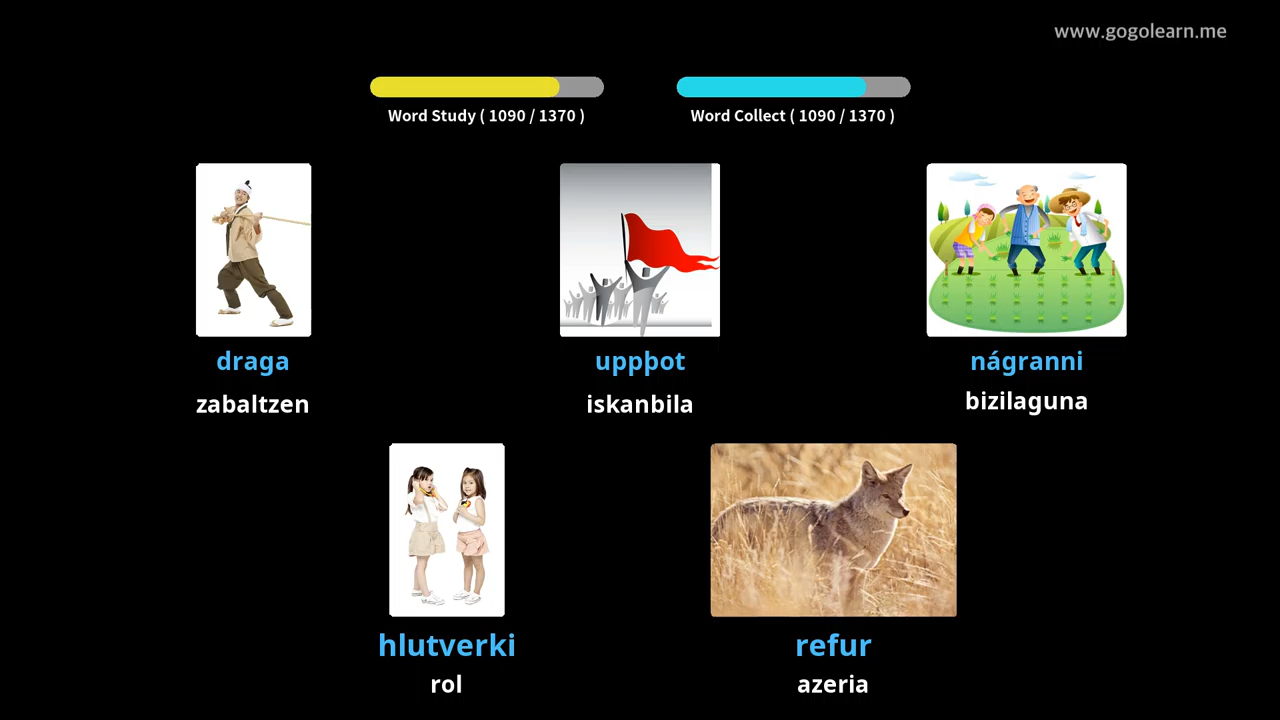 www.gogolearn.me
Word Study ( 1090 / 1370 )
Word Collect ( 1090 / 1370 )
draga
zabaltzen
uppþot
iskanbila
nágranni
bizilaguna
hlutverki
rol
refur
azeria